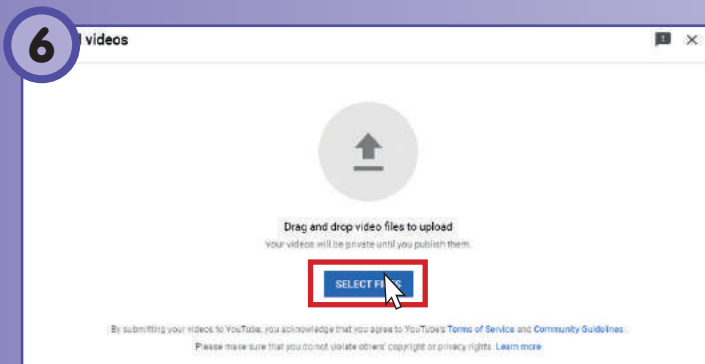 6
videos
Drag and drop video files to upload
Your videos will be private until you publish them.
SELECT FILES
By submitting your videos to YouTube, you acknowledge that you agree to YouTube's Terms of Service and Community Guidelines.
Please make sure that you do not violate others' copyright or privacy rights. Learn more